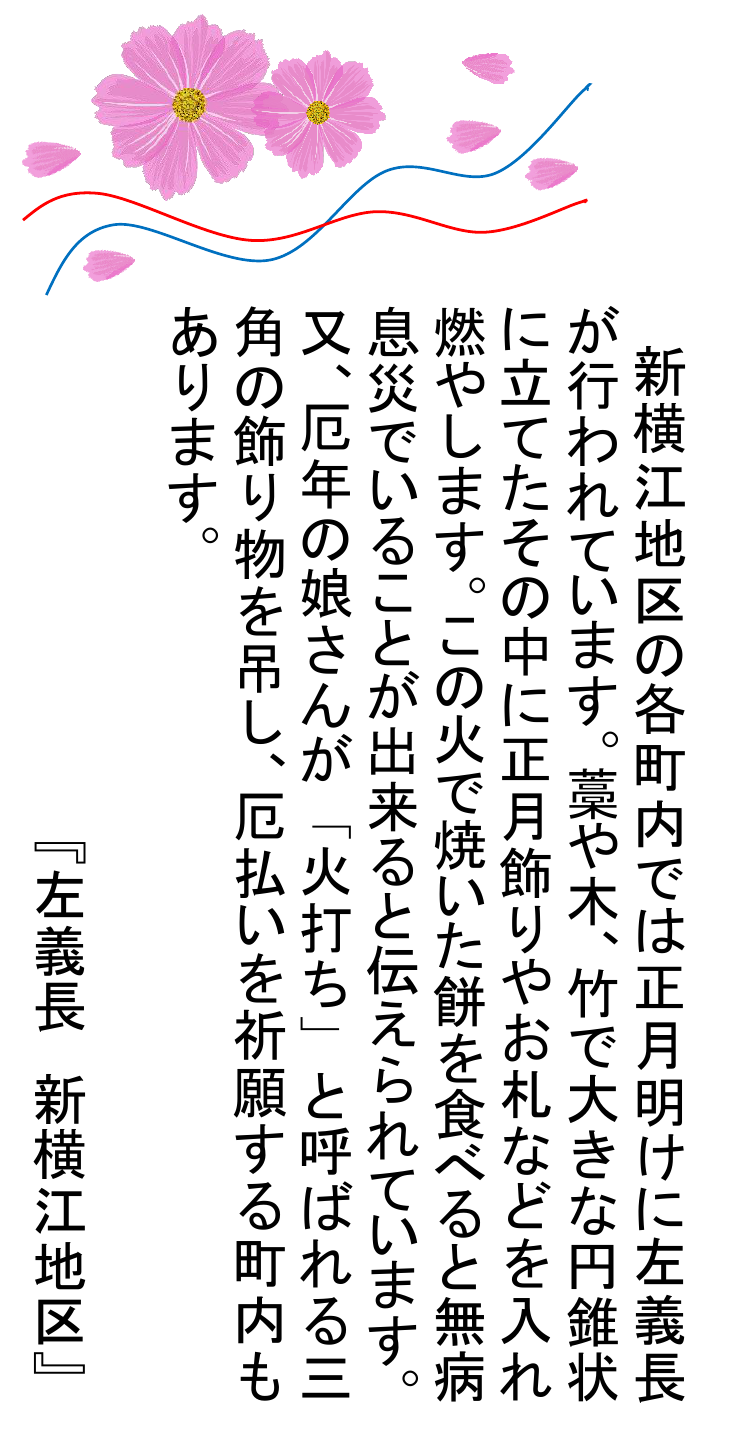 新横江地区の各町内では正月明けに左義長
が行われています。藁や木、竹で大きな円錐状
に立てたその中に正月飾りやお札などを入れ
燃やします。この火で焼いた餅を食べると無病
息災でいることが出来ると伝えられています。
又、厄年の娘さんが「火打ち」と呼ばれる三
角の飾り物を吊し、厄払いを祈願する町内も
あります。
『左義長　新横江地区』